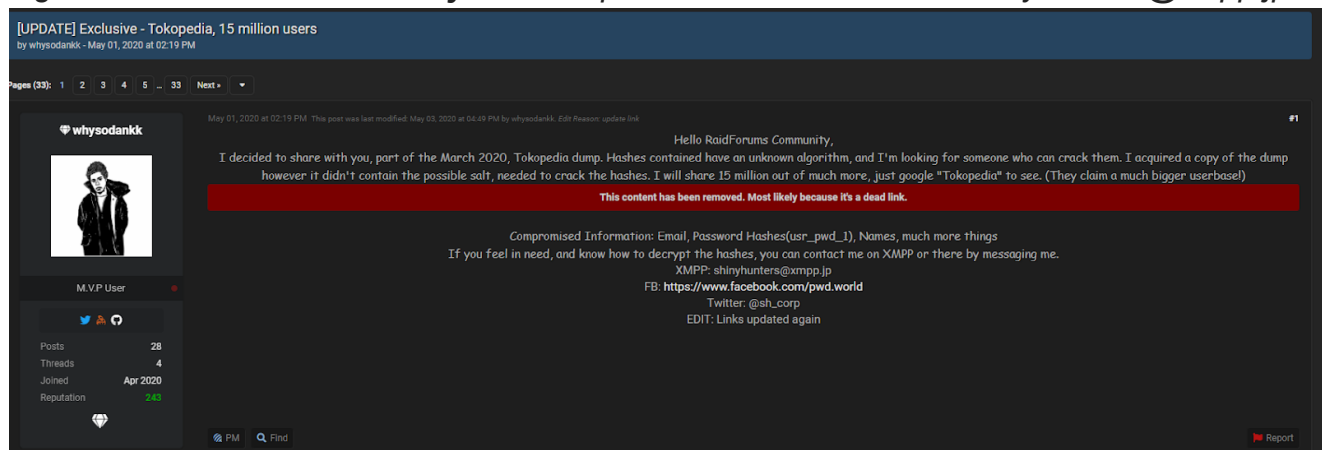 [UPDATE] Exclusive - Tokopedia, 15 million users
by whysodankk - May 01, 2020 at 02:19 PM
Pages (33): 1 2 3 4 5 … 33 Next »
whysodankk
M.V.P User
Posts 28
Threads 4
Joined Apr 2020
Reputation 243
May 01, 2020 at 02:19 PM This post was last modified: May 03, 2020 at 04:49 PM by whysodankk. Edit Reason: update link
#1
Hello RaidForums Community,
I decided to share with you, part of the March 2020, Tokopedia dump. Hashes contained have an unknown algorithm, and I'm looking for someone who can crack them. I acquired a copy of the dump
however it didn't contain the possible salt, needed to crack the hashes. I will share 15 million out of much more, just google "Tokopedia" to see. (They claim a much bigger userbase!)
This content has been removed. Most likely because it's a dead link.
Compromised Information: Email, Password Hashes(usr_pwd_1), Names, much more things
If you feel in need, and know how to decrypt the hashes, you can contact me on XMPP or there by messaging me.
XMPP: shinyhunters@xmpp.jp
FB: https://www.facebook.com/pwd.world
Twitter: @sh_corp
EDIT: Links updated again
PM Find
Report